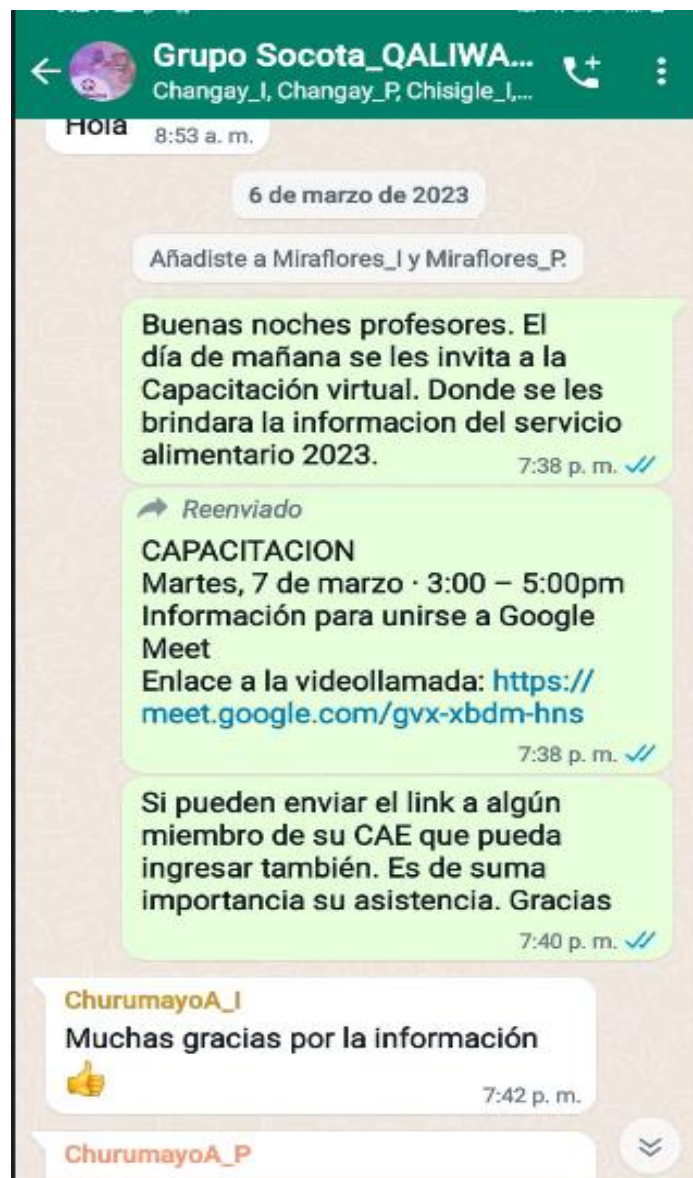 Grupo Socota_QALIWA...
Changay_I, Changay_P, Chisigle_I,...
Hola
8:53 a. m.
6 de marzo de 2023
Añadiste a Miraflores_I y Miraflores_P.
Buenas noches profesores. El
día de mañana se les invita a la
Capacitación virtual. Donde se les
brindara la informacion del servicio
alimentario 2023.
7:38 p. m.
Reenviado
CAPACITACION
Martes, 7 de marzo · 3:00 – 5:00pm
Información para unirse a Google
Meet
Enlace a la videollamada: https://
meet.google.com/gvx-xbdm-hns
7:38 p. m.
Si pueden enviar el link a algún
miembro de su CAE que pueda
ingresar también. Es de suma
importancia su asistencia. Gracias
7:40 p. m.
ChurumayoA_I
Muchas gracias por la información
👍
7:42 p. m.
ChurumayoA_P